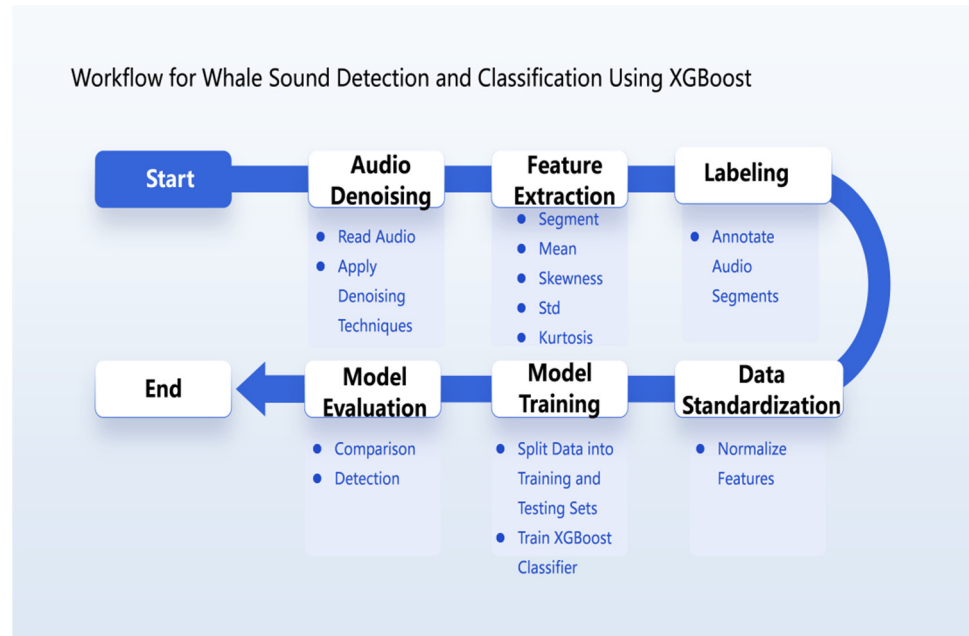 Workflow for Whale Sound Detection and Classification Using XGBoost
Start
Audio
Denoising
Read Audio
Apply
Denoising
Techniques
Feature
Extraction
Segment
Mean
Skewness
Std
Kurtosis
Labeling
Annotate
Audio
Segments
Data
Standardization
Normalize
Features
Model
Training
Split Data into
Training and
Testing Sets
Train XGBoost
Classifier
Model
Evaluation
Comparison
Detection
End